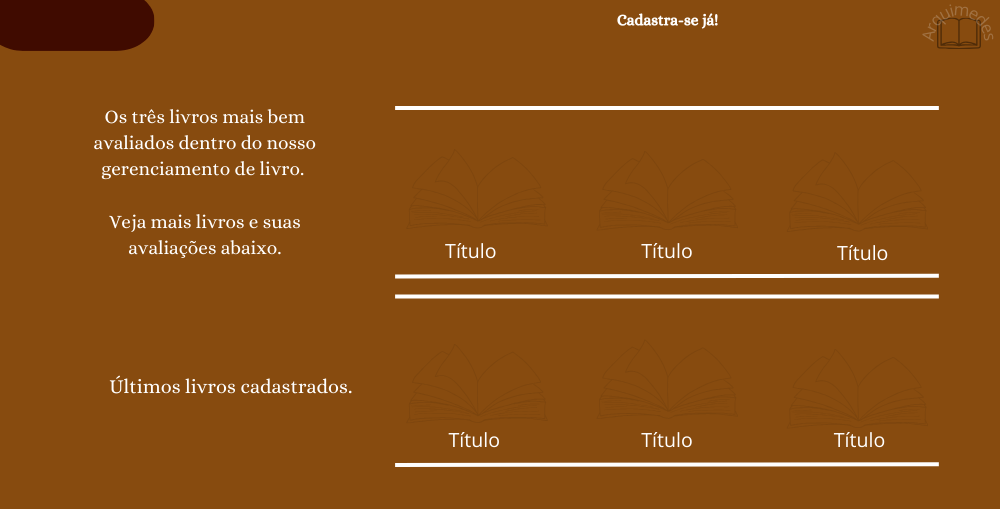 Cadastra-se já!
Arquimedes
Os três livros mais bem
avaliados dentro do nosso
gerenciamento de livro.
Veja mais livros e suas
avaliações abaixo.
Título Título Título
Últimos livros cadastrados.
Título Título Título